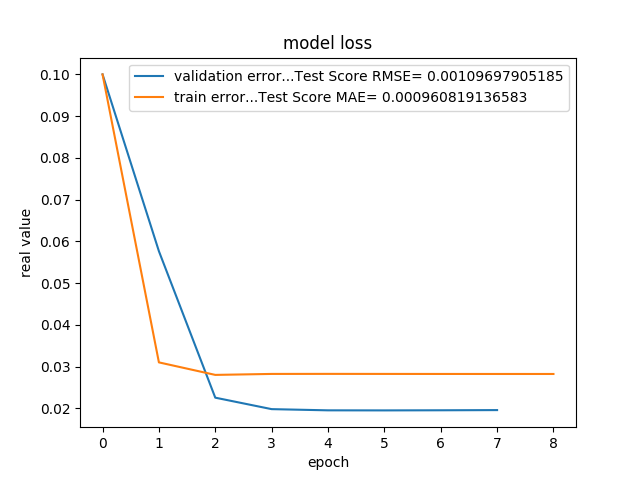 model loss
validation error...Test Score RMSE= 0.00109697905185
train error...Test Score MAE= 0.000960819136583
real value
0.10
0.09
0.08
0.07
0.06
0.05
0.04
0.03
0.02
0 1 2 3 4 5 6 7 8
epoch